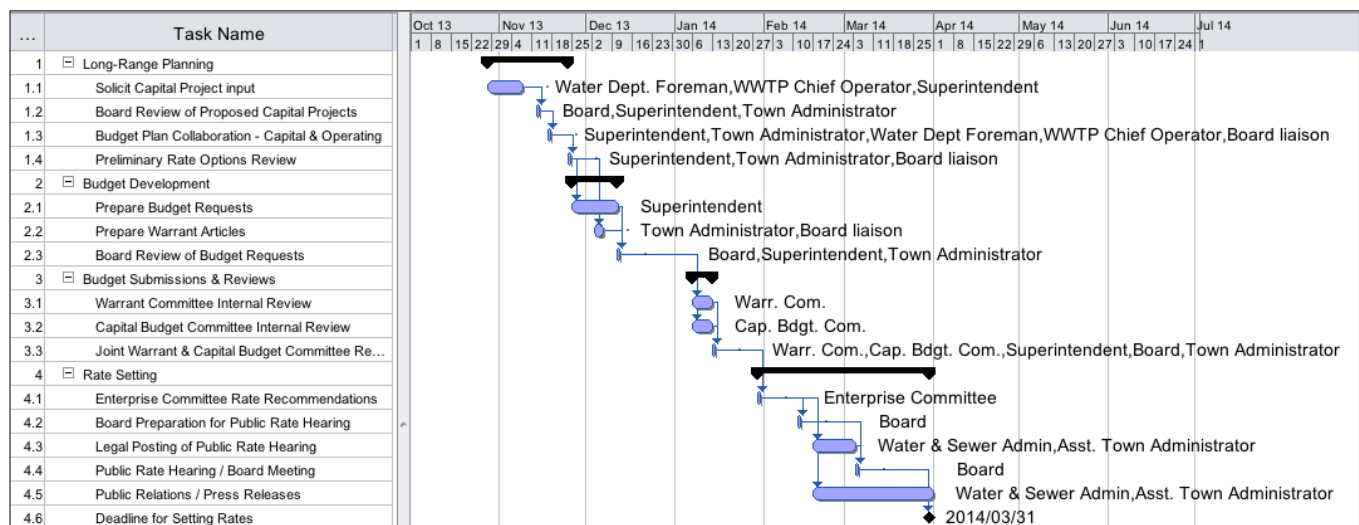 ... Task Name Oct 13 Nov 13 Dec 13 Jan 14 Feb 14 Mar 14 Apr 14 May 14 Jun 14 Jul 14
1 8 15 22 29 4 11 18 25 2 9 16 23 30 6 13 20 27 3 10 17 24 3 11 18 25 1 8 15 22 29 6 13 20 27 3 10 17 24 1
1 Long-Range Planning
1.1 Solicit Capital Project input Water Dept. Foreman,WWTP Chief Operator,Superintendent
1.2 Board Review of Proposed Capital Projects Board,Superintendent,Town Administrator
1.3 Budget Plan Collaboration - Capital & Operating Superintendent,Town Administrator,Water Dept Foreman,WWTP Chief Operator,Board liaison
1.4 Preliminary Rate Options Review Superintendent,Town Administrator,Board liaison
2 Budget Development
2.1 Prepare Budget Requests Superintendent
2.2 Prepare Warrant Articles Town Administrator,Board liaison
2.3 Board Review of Budget Requests Board,Superintendent,Town Administrator
3 Budget Submissions & Reviews
3.1 Warrant Committee Internal Review Warr. Com.
3.2 Capital Budget Committee Internal Review Cap. Bdgt. Com.
3.3 Joint Warrant & Capital Budget Committee Re... Warr. Com.,Cap. Bdgt. Com.,Superintendent,Board,Town Administrator
4 Rate Setting
4.1 Enterprise Committee Rate Recommendations Enterprise Committee
4.2 Board Preparation for Public Rate Hearing Board
4.3 Legal Posting of Public Rate Hearing Water & Sewer Admin,Asst. Town Administrator
4.4 Public Rate Hearing / Board Meeting Board
4.5 Public Relations / Press Releases Water & Sewer Admin,Asst. Town Administrator
4.6 Deadline for Setting Rates 2014/03/31